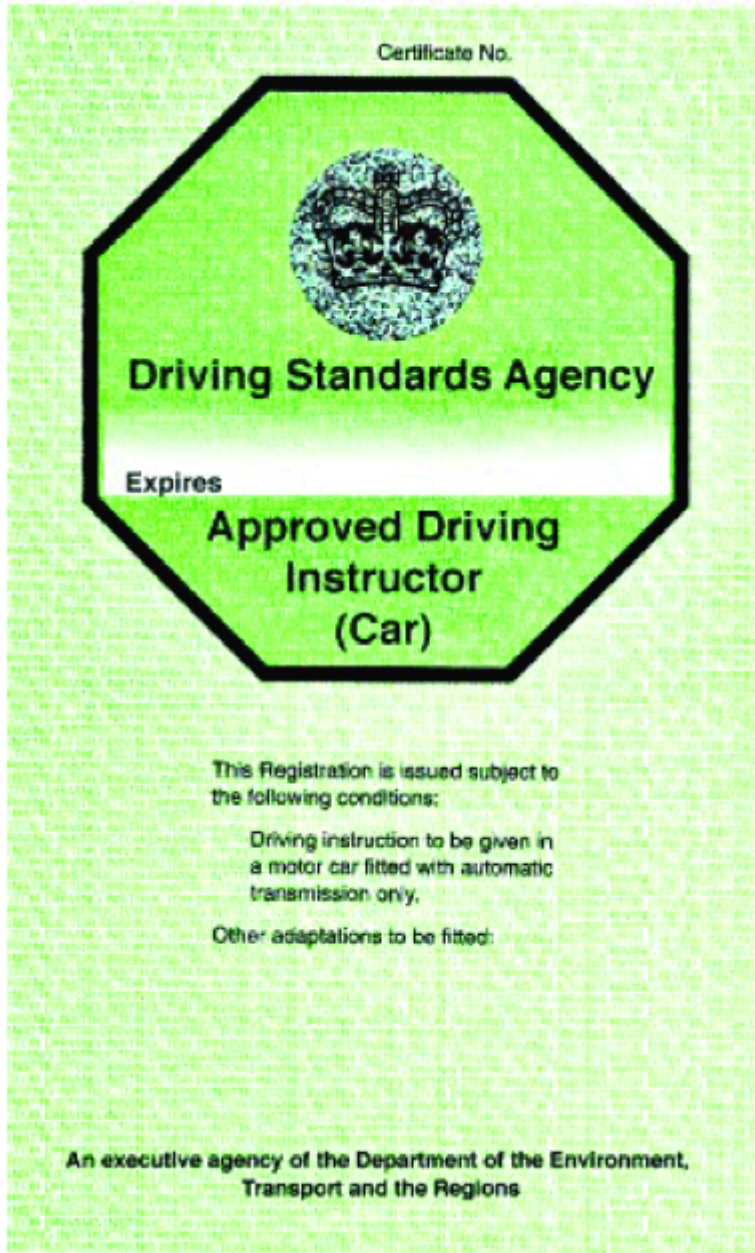 Certificate No.
Driving Standards Agency
Expires
Approved Driving
Instructor
(Car)
This Registration is issued subject to
the following conditions:
Driving instruction to be given in
a motor car fitted with automatic
transmission only.
Other adaptations to be fitted:
An executive agency of the Department of the Environment,
Transport and the Regions